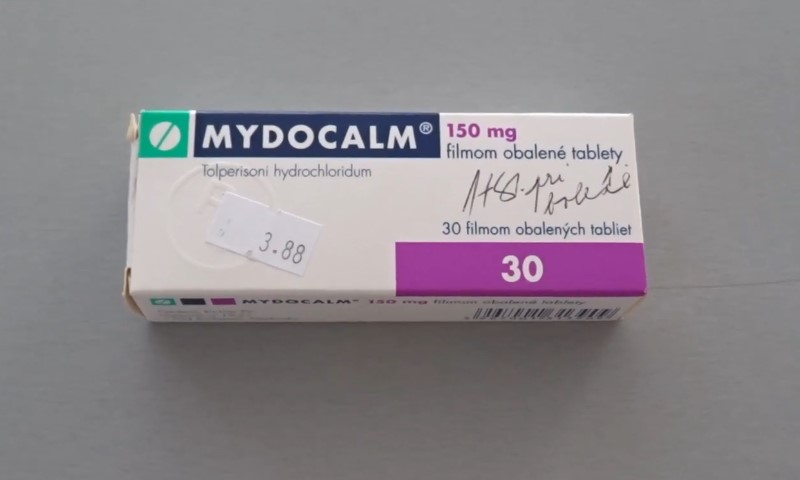 MYDOCALM®
150 mg
filmom obalené tablety
Tolperisoni hydrochloridum
pri
30 filmom obalených tabliet
3.88
30
MYDOCALM® 150 mg filmom obalené tablety